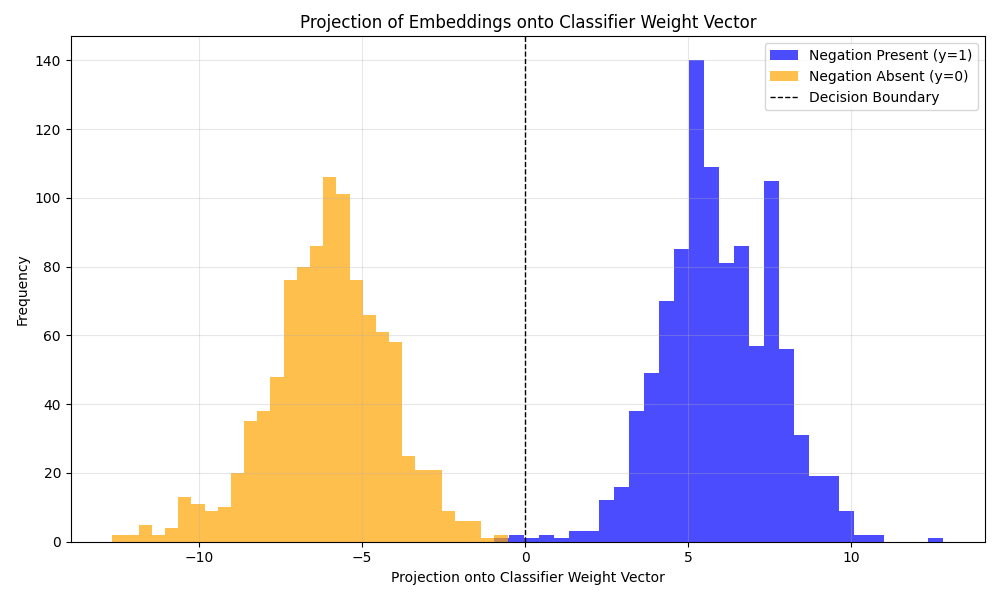 Projection of Embeddings onto Classifier Weight Vector
Negation Present (y=1)
Negation Absent (y=0)
Decision Boundary
Frequency
140
120
100
80
60
40
20
0
−10
−5
0
5
10
Projection onto Classifier Weight Vector